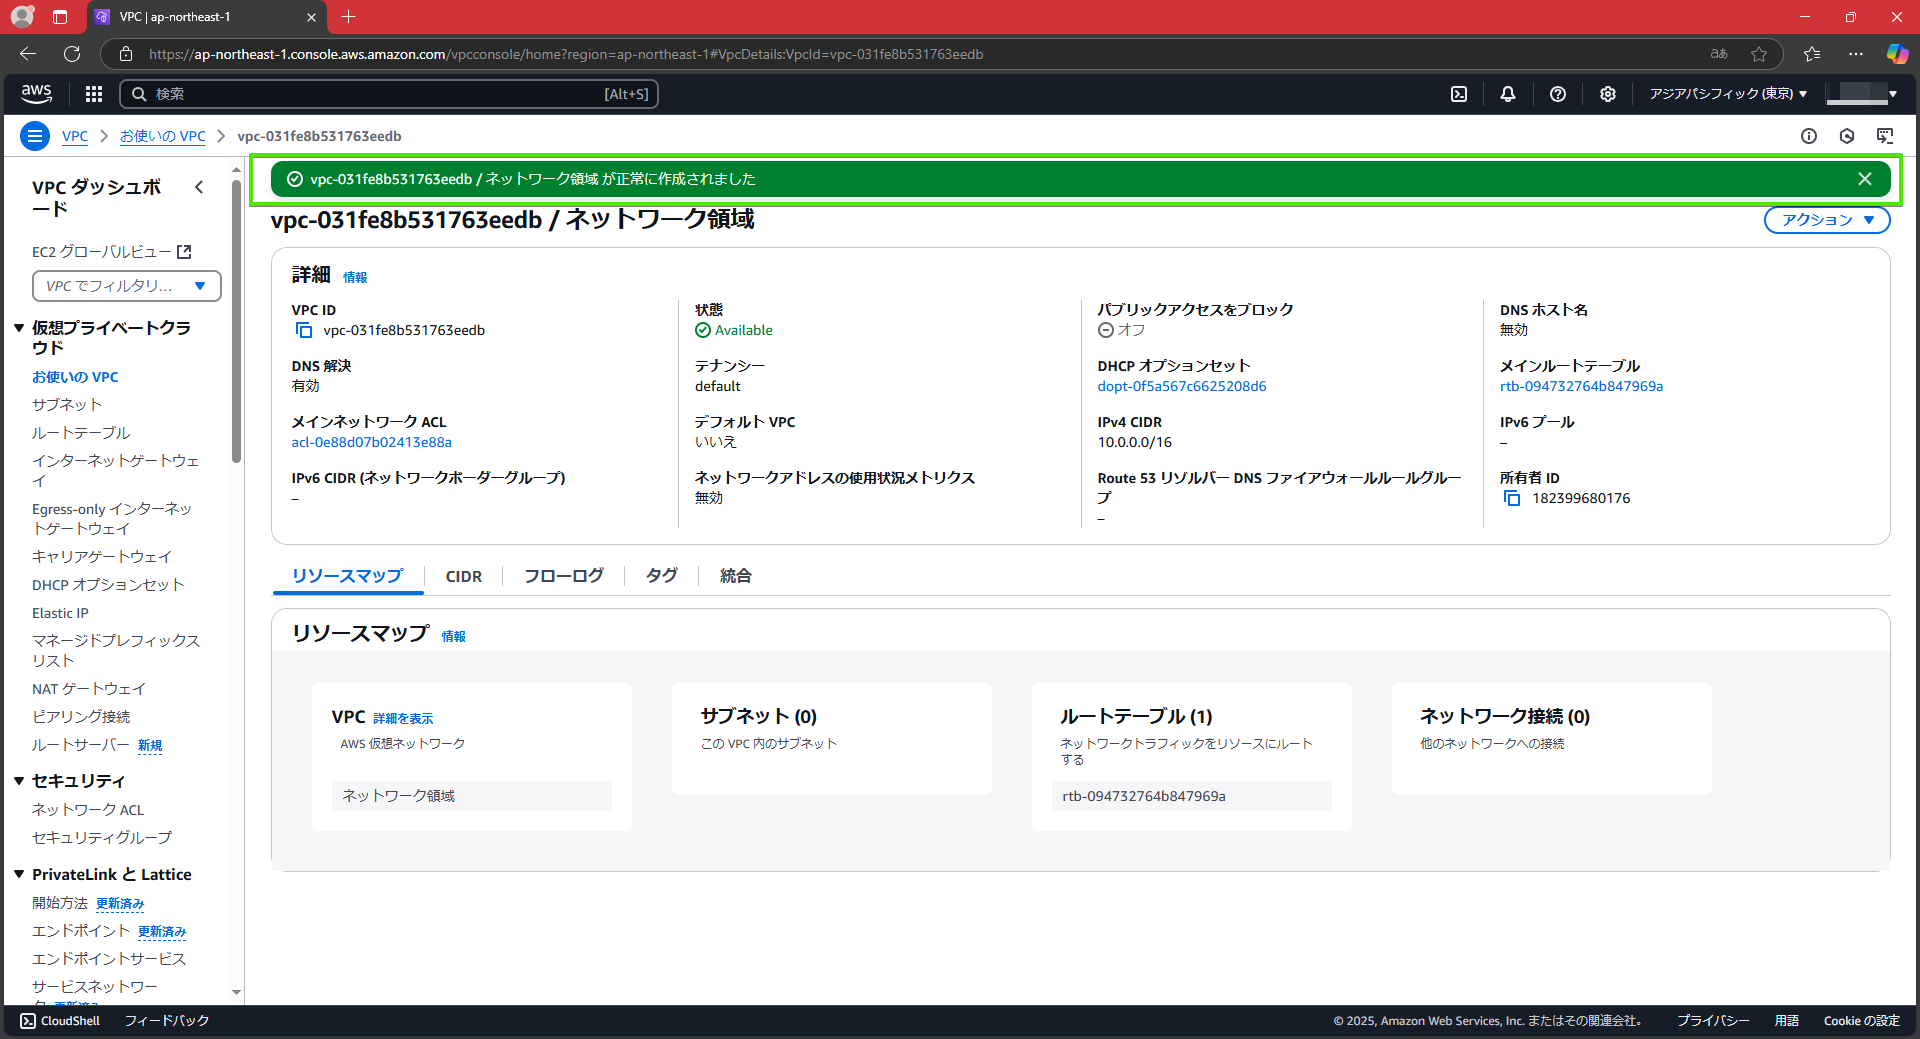 VPC | ap-northeast-1
https://ap-northeast-1.console.aws.amazon.com/vpcconsole/home?region=ap-northeast-1#VpcDetails:VpcId=vpc-031fe8b531763eedb
aあ
aws
検索
[Alt+S]
アジアパシフィック (東京)
VPC
お使いの VPC
vpc-031fe8b531763eedb
VPC ダッシュボ
ード
EC2 グローバルビュー
VPC でフィルタリ...
仮想プライベートクラ
ウド
お使いの VPC
サブネット
ルートテーブル
インターネットゲートウェ
イ
Egress-only インターネッ
トゲートウェイ
キャリアゲートウェイ
DHCP オプションセット
Elastic IP
マネージドプレフィックス
リスト
NAT ゲートウェイ
ピアリング接続
ルートサーバー 新規
セキュリティ
ネットワーク ACL
セキュリティグループ
PrivateLink と Lattice
開始方法 更新済み
エンドポイント 更新済み
エンドポイントサービス
サービスネットワー
ク 更新済み
vpc-031fe8b531763eedb / ネットワーク領域 が正常に作成されました
vpc-031fe8b531763eedb / ネットワーク領域
アクション
詳細 情報
VPC ID
vpc-031fe8b531763eedb
状態
Available
パブリックアクセスをブロック
オフ
DNS ホスト名
無効
DNS 解決
有効
テナンシー
default
DHCP オプションセット
dopt-0f5a567c6625208d6
メインルートテーブル
rtb-094732764b847969a
メインネットワーク ACL
acl-0e88d07b02413e88a
デフォルト VPC
いいえ
IPv4 CIDR
10.0.0.0/16
IPv6 プール
–
IPv6 CIDR (ネットワークボーダーグループ)
–
ネットワークアドレスの使用状況メトリクス
無効
Route 53 リゾルバー DNS ファイアウォールルールグルー
プ
–
所有者 ID
182399680176
リソースマップ
CIDR
フローログ
タグ
統合
リソースマップ 情報
VPC 詳細を表示
AWS 仮想ネットワーク
ネットワーク領域
サブネット (0)
この VPC 内のサブネット
ルートテーブル (1)
ネットワークトラフィックをリソースにルート
する
rtb-094732764b847969a
ネットワーク接続 (0)
他のネットワークへの接続
CloudShell
フィードバック
© 2025, Amazon Web Services, Inc. またはその関連会社。
プライバシー
用語
Cookie の設定